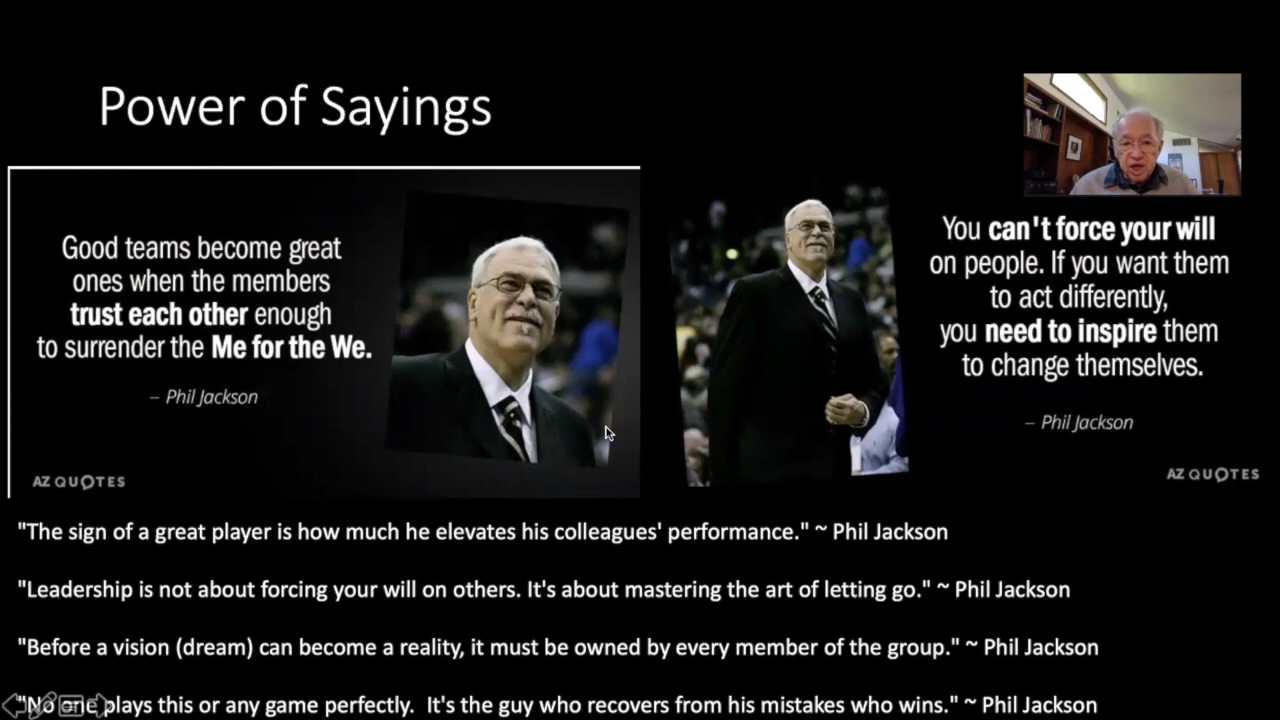 Power of Sayings
Good teams become great
ones when the members
trust each other enough
to surrender the Me for the We.
– Phil Jackson
AZ QUOTES
You can't force your will
on people. If you want them
to act differently,
you need to inspire them
to change themselves.
– Phil Jackson
AZ QUOTES
"The sign of a great player is how much he elevates his colleagues' performance." ~ Phil Jackson
"Leadership is not about forcing your will on others. It's about mastering the art of letting go." ~ Phil Jackson
"Before a vision (dream) can become a reality, it must be owned by every member of the group." ~ Phil Jackson
"No one plays this or any game perfectly.  It's the guy who recovers from his mistakes who wins." ~ Phil Jackson